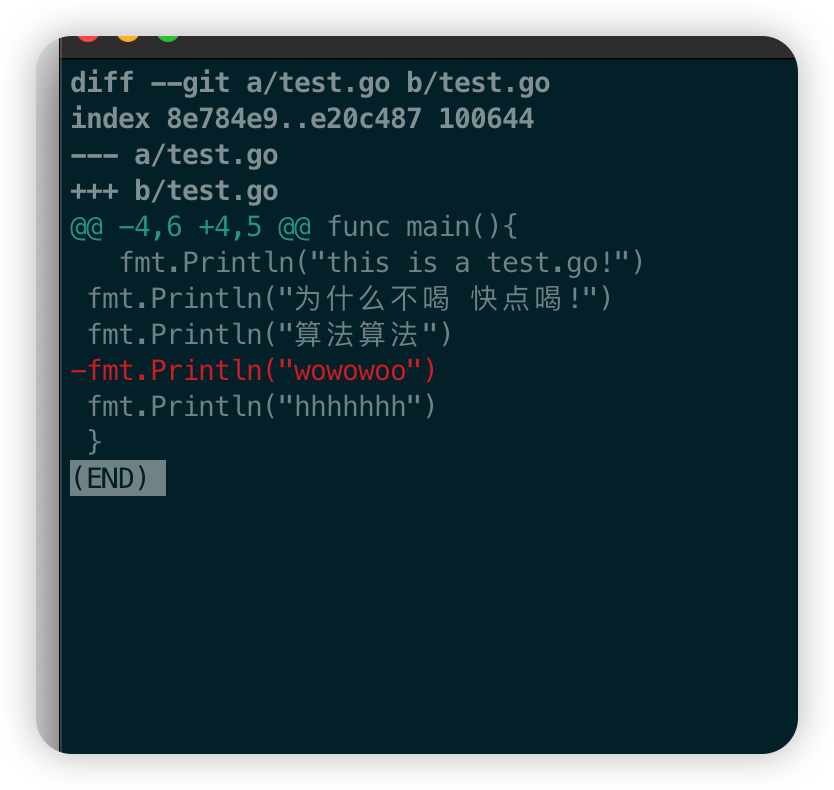 diff --git a/test.go b/test.go
index 8e784e9..e20c487 100644
--- a/test.go
+++ b/test.go
@@ -4,6 +4,5 @@ func main(){
   fmt.Println("this is a test.go!")
 fmt.Println("为什么不喝 快点喝!")
 fmt.Println("算法算法")
-fmt.Println("wowowoo")
 fmt.Println("hhhhhhh")
 }
(END)